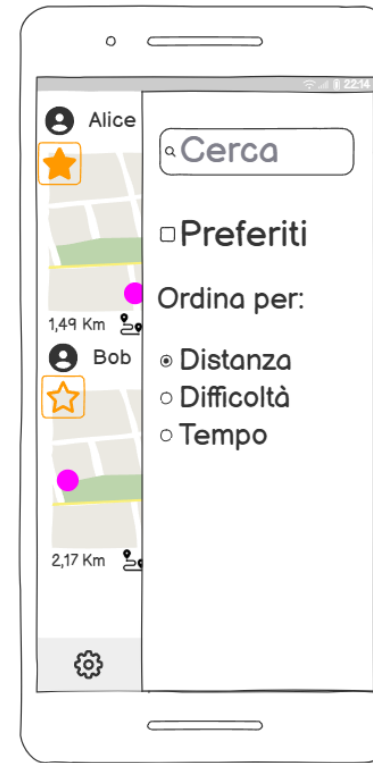 22:14
Alice
Cerca
Preferiti
Ordina per:
1,49 Km
Bob
Distanza
Difficoltà
Tempo
2,17 Km